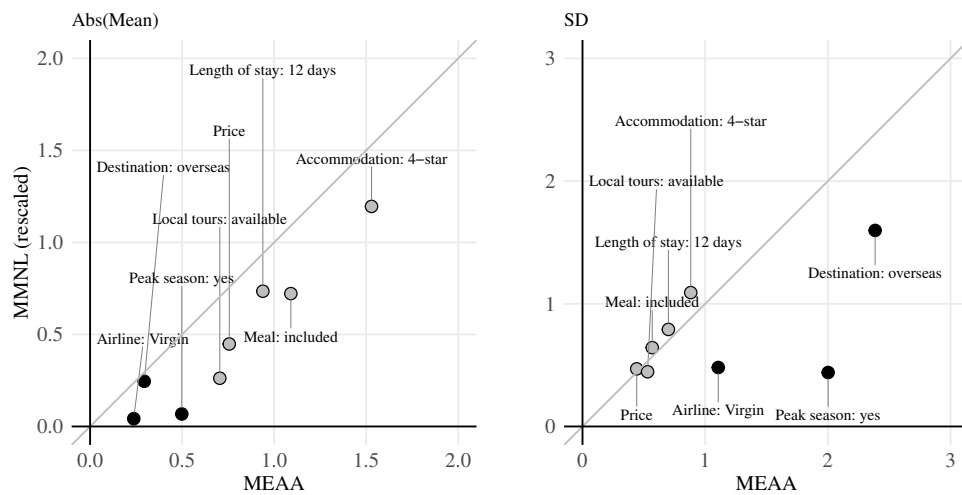 Abs(Mean)
2.0
1.5
1.0
0.5
0.0
MMNL (rescaled)
Length of stay: 12 days
Price
Accommodation: 4−star
Destination: overseas
Local tours: available
Peak season: yes
Meal: included
Airline: Virgin
0.0 0.5 1.0 1.5 2.0
MEAA
SD
3
2
1
0
Accommodation: 4−star
Local tours: available
Length of stay: 12 days
Destination: overseas
Meal: included
Price
Airline: Virgin
Peak season: yes
0 1 2 3
MEAA